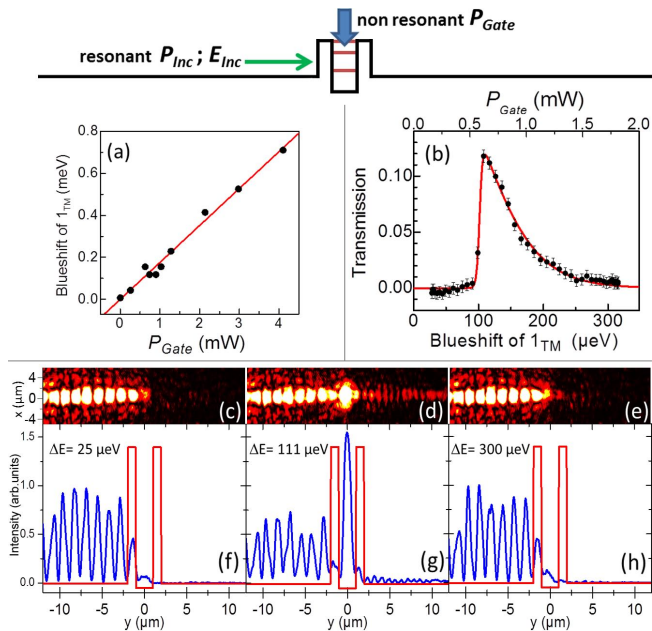 non resonant P_Gate
resonant P_Inc ; E_Inc
P_Gate (mW)
0.0 0.5 1.0 1.5 2.0
(a)
Blueshift of 1_TM (meV)
0.8
0.6
0.4
0.2
0.0
0 1 2 3 4
P_Gate (mW)
(b)
Transmission
0.10
0.05
0.00
0 100 200 300
Blueshift of 1_TM (µeV)
x (µm)
4
0
-4
(c) (d) (e)
Intensity (arb.units)
1.5
1.0
0.5
0.0
ΔE= 25 µeV ΔE= 111 µeV ΔE= 300 µeV
(f) (g) (h)
-10 -5 0 5 10 -10 -5 0 5 10 -10 -5 0 5 10
y (µm) y (µm) y (µm)